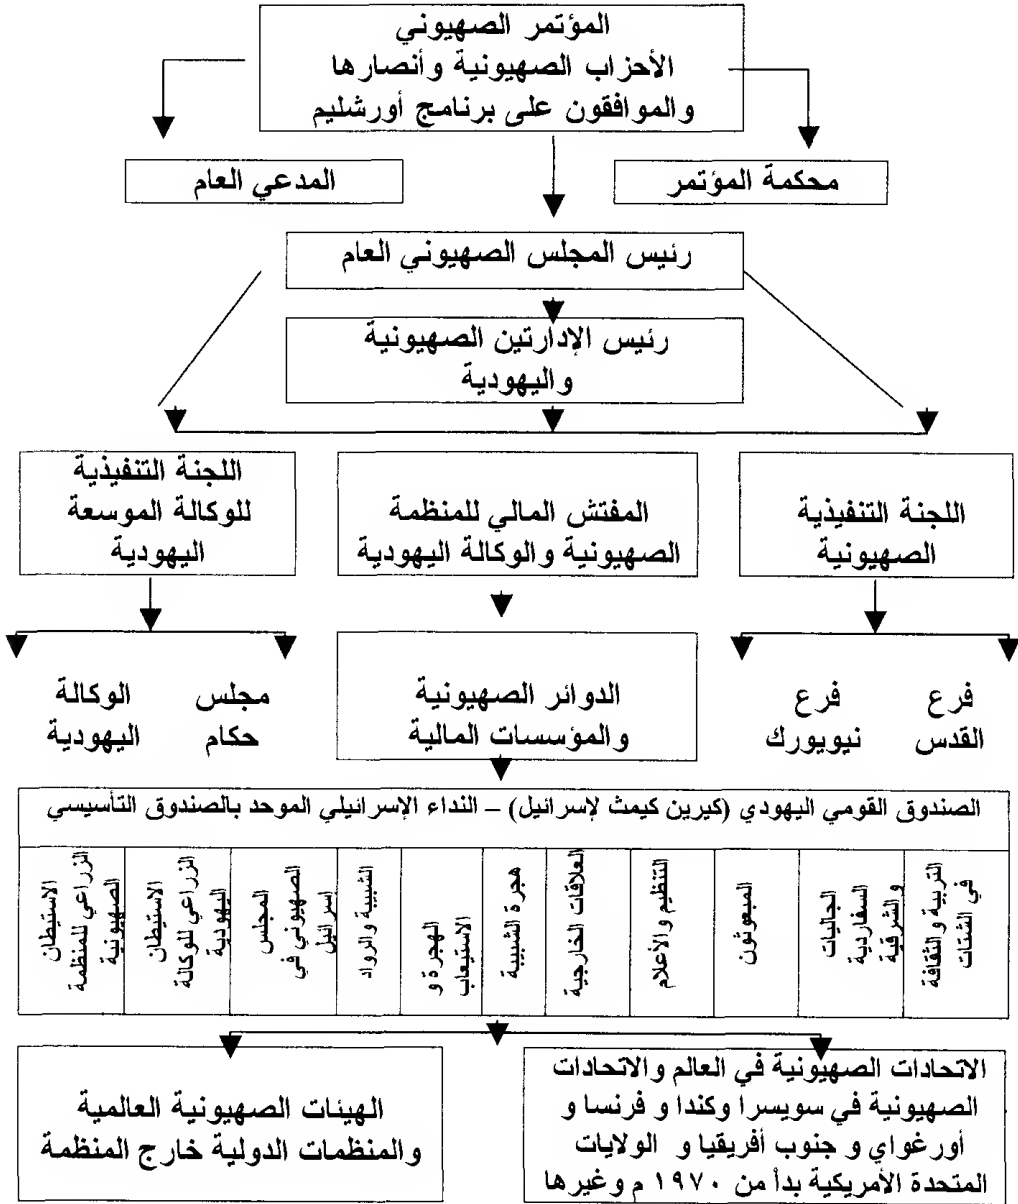 المؤتمر الصهيوني
الأحزاب الصهيونية وأنصارها
والموافقون على برنامج أورشليم
محكمة المؤتمر
المدعي العام
رئيس المجلس الصهيوني العام
رئيس الإدارتين الصهيونية
واليهودية
اللجنة التنفيذية
الصهيونية
المفتش المالي للمنظمة
الصهيونية والوكالة اليهودية
اللجنة التنفيذية
للوكالة الموسعة
اليهودية
فرع
القدس
فرع
نيويورك
الدوائر الصهيونية
والمؤسسات المالية
مجلس
حكام
الوكالة
اليهودية
الصندوق القومي اليهودي (كيرين كيمث لإسرائيل) – النداء الإسرائيلي الموحد بالصندوق التأسيسي
التربية والثقافة
في الشتات
الجاليات
السفاردية
والشرقية
المبعوثون
التنظيم والأعلام
العلاقات الخارجية
هجرة الشبيبة
الهجرة و
الاستيعاب
الشبيبة والرواد
المجلس
الصهيوني في
إسرائيل
الاستيطان
الزراعي للوكالة
اليهودية
الاستيطان
الزراعي للمنظمة
الصهيونية
الاتحادات الصهيونية في العالم والاتحادات
الصهيونية في سويسرا وكندا و فرنسا و
أورغواي و جنوب أفريقيا و الولايات
المتحدة الأمريكية بدأ من ١٩٧٠ م وغيرها
الهيئات الصهيونية العالمية
والمنظمات الدولية خارج المنظمة